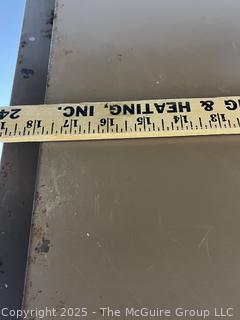 13 14 15 16 17 18
G & HEATING, INC. 24
Copyright 2025 - The McGuire Group LLC